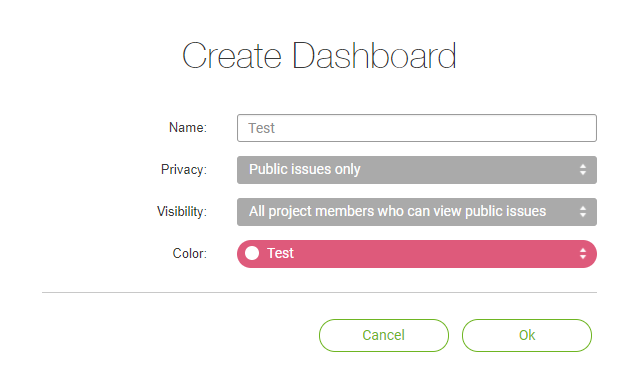 Create Dashboard
Name: Test
Privacy: Public issues only
Visibility: All project members who can view public issues
Color: Test
Cancel Ok